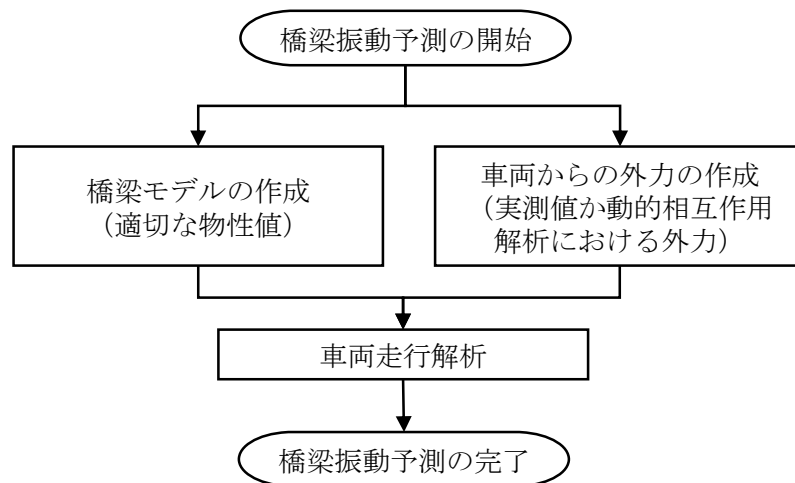 橋梁振動予測の開始
橋梁モデルの作成
（適切な物性値）
車両からの外力の作成
（実測値か動的相互作用
解析における外力）
車両走行解析
橋梁振動予測の完了